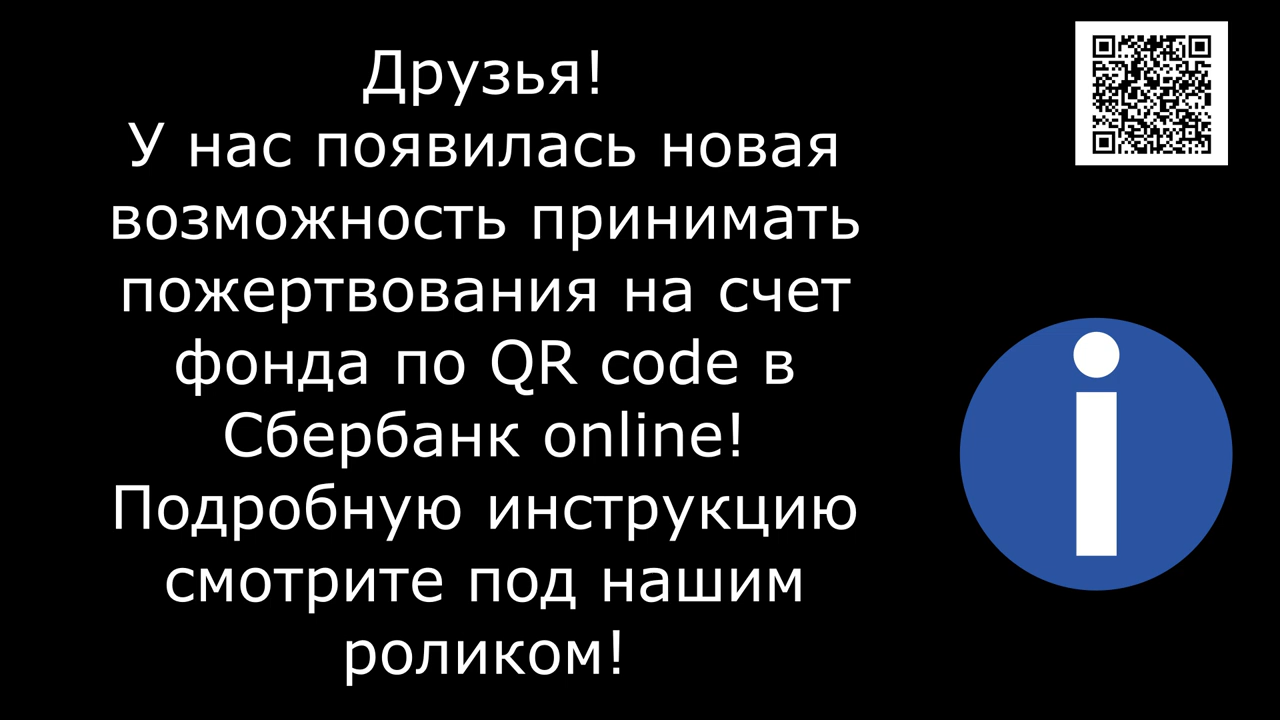 Друзья!
У нас появилась новая
возможность принимать
пожертвования на счет
фонда по QR code в
Сбербанк online!
Подробную инструкцию
смотрите под нашим
роликом!